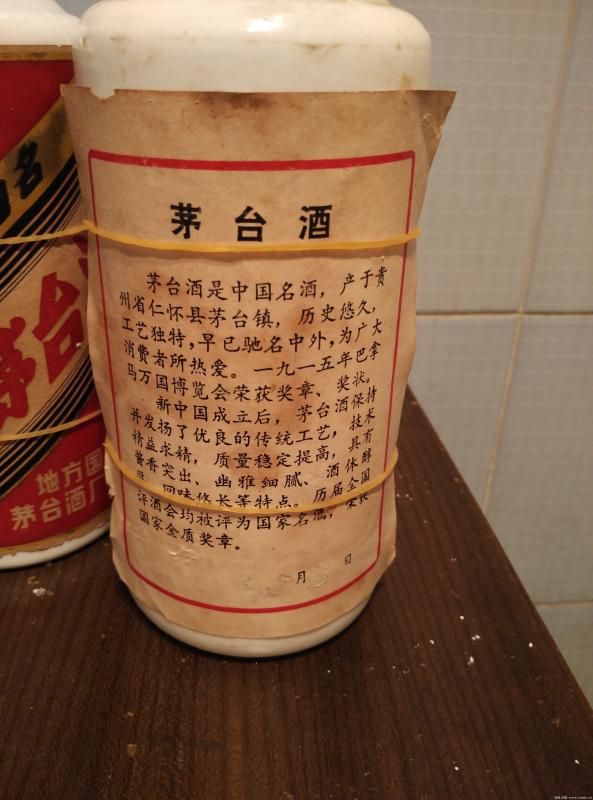 茅台酒
茅台酒是中国名酒，产于贵
州省仁怀县茅台镇，历史悠久，
工艺独特，早已驰名中外，为广大
消费者所热爱。一九一五年巴拿
马万国博览会荣获奖章、奖状。
新中国成立后，茅台酒保持
并发扬了优良的传统工艺，技术
精益求精，质量稳定提高，具有
酱香突出、幽雅细腻、酒体醇
回味悠长等特点。历届全国
评酒会均被评为国家名酒，荣获
国家金质奖章。
月 日
名
茅台
地方国
茅台酒厂